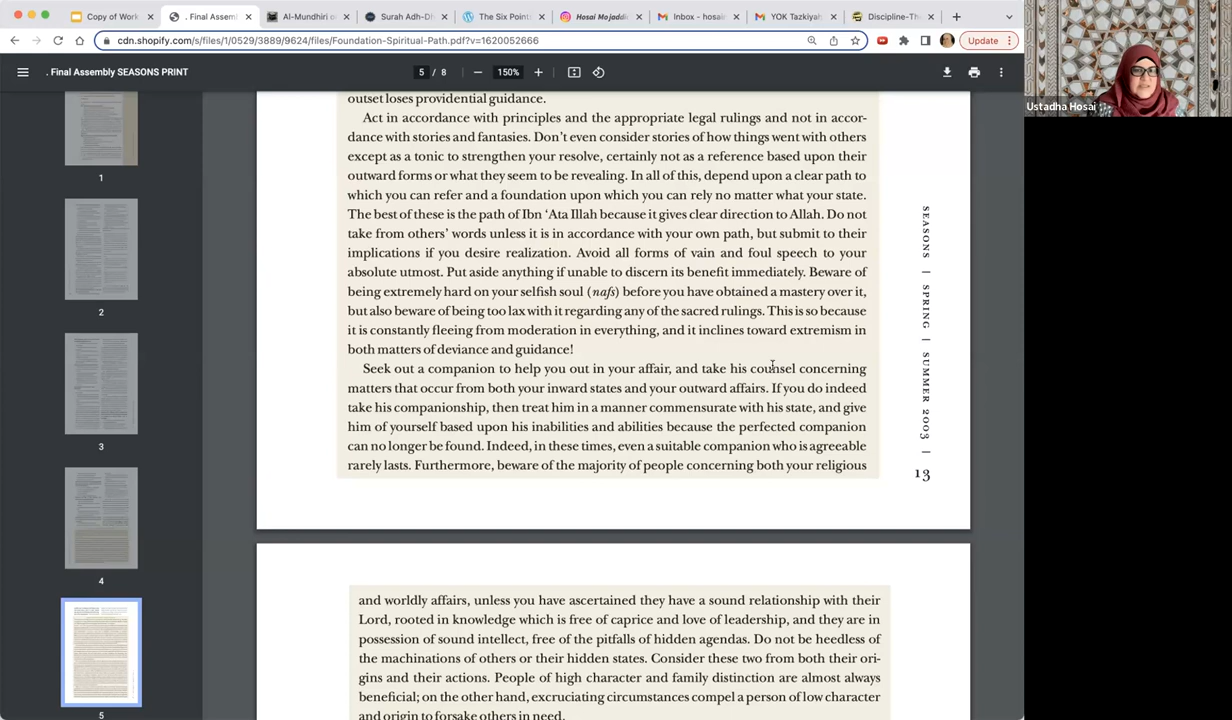 Copy of Work
. Final Assemb
Al-Mundhiri o
Surah Adh-Dh
The Six Points
Hosai Mojaddidi
Inbox - hosain
YOK Tazkiyah
Discipline-The
cdn.shopify.com/s/files/1/0529/3889/9624/files/Foundation-Spiritual-Path.pdf?v=1620052666
Update
. Final Assembly SEASONS PRINT
5 / 8
150%
Ustadha Hosai
outset loses providential guidance.
Act in accordance with principles and the appropriate legal rulings and not in accor-
dance with stories and fantasies. Don't even consider stories of how things went with others
except as a tonic to strengthen your resolve, certainly not as a reference based upon their
outward forms or what they seem to be revealing. In all of this, depend upon a clear path to
which you can refer and a foundation upon which you can rely no matter what your state.
The best of these is the path of Ibn 'Ata Illah because it gives clear direction to Allah. Do not
take from others' words unless it is in accordance with your own path, but submit to their
implications if you desire realization. Avoid all forms of vain and foul speech to your
absolute utmost. Put aside anything if unable to discern its benefit immediately. Beware of
being extremely hard on your selfish soul (nafs) before you have obtained a mastery over it,
but also beware of being too lax with it regarding any of the sacred rulings. This is so because
it is constantly fleeing from moderation in everything, and it inclines toward extremism in
both matters of deviance and guidance!
Seek out a companion to help you out in your affair, and take his counsel concerning
matters that occur from both your inward states and your outward affairs. If you do indeed
take his companionship, then treat him in a manner commensurate with his state, and give
him of yourself based upon his inabilities and abilities because the perfected companion
can no longer be found. Indeed, in these times, even a suitable companion who is agreeable
rarely lasts. Furthermore, beware of the majority of people concerning both your religious
SEASONS | SPRING | SUMMER 2003 |
13
and worldly affairs, unless you have ascertained they have a sound relationship with their
Lord, rooted in knowledge which is free of caprice and love of leadership, and they are in
possession of sound intellect, free of the pitfalls of hidden agendas. Do not be heedless of
the machinations of others or their hidden states. Consider these two from both their ori-
gins and their actions. People of high character and family distinction are almost always
beneficial; on the other hand, excruciating circumstances compel a person of low character
and origin to forsake others in need.
1
2
3
4
5